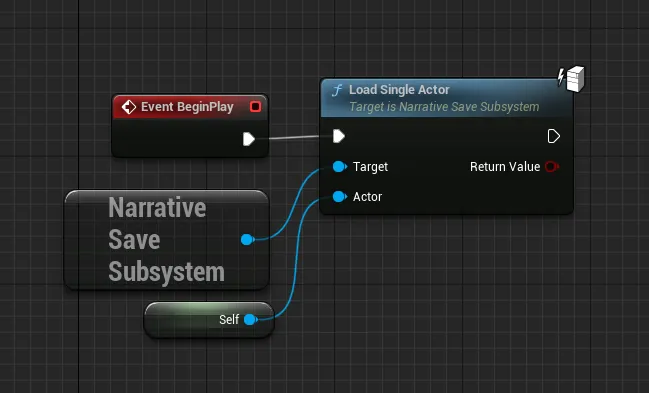 Event BeginPlay
f Load Single Actor
Target is Narrative Save Subsystem
Target
Return Value
Actor
Narrative
Save
Subsystem
Self